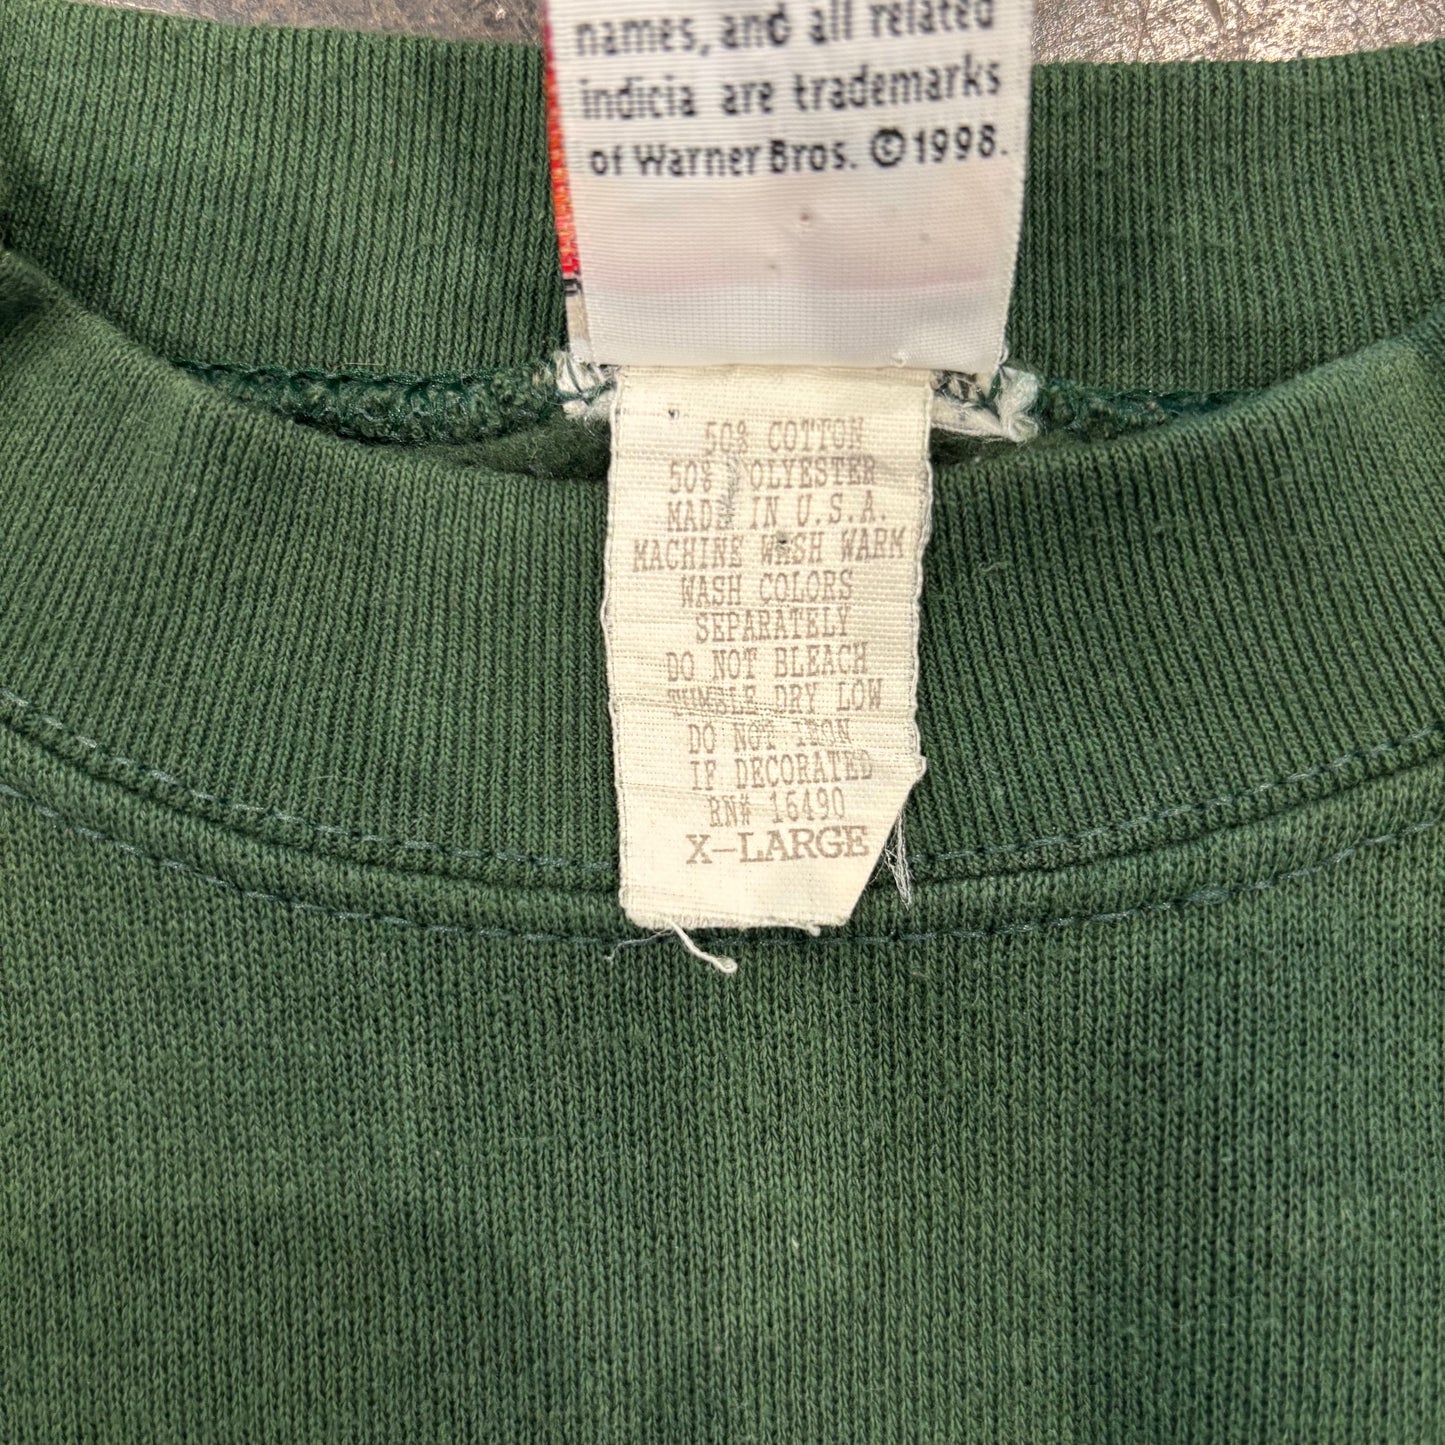 names, and all related
indicia are trademarks
of Warner Bros. © 1998.
50% COTTON
50% POLYESTER
MADE IN U.S.A.
MACHINE WASH WARM
WASH COLORS
SEPARATELY
DO NOT BLEACH
TUMBLE DRY LOW
DO NOT IRON
IF DECORATED
RN# 16490
X-LARGE